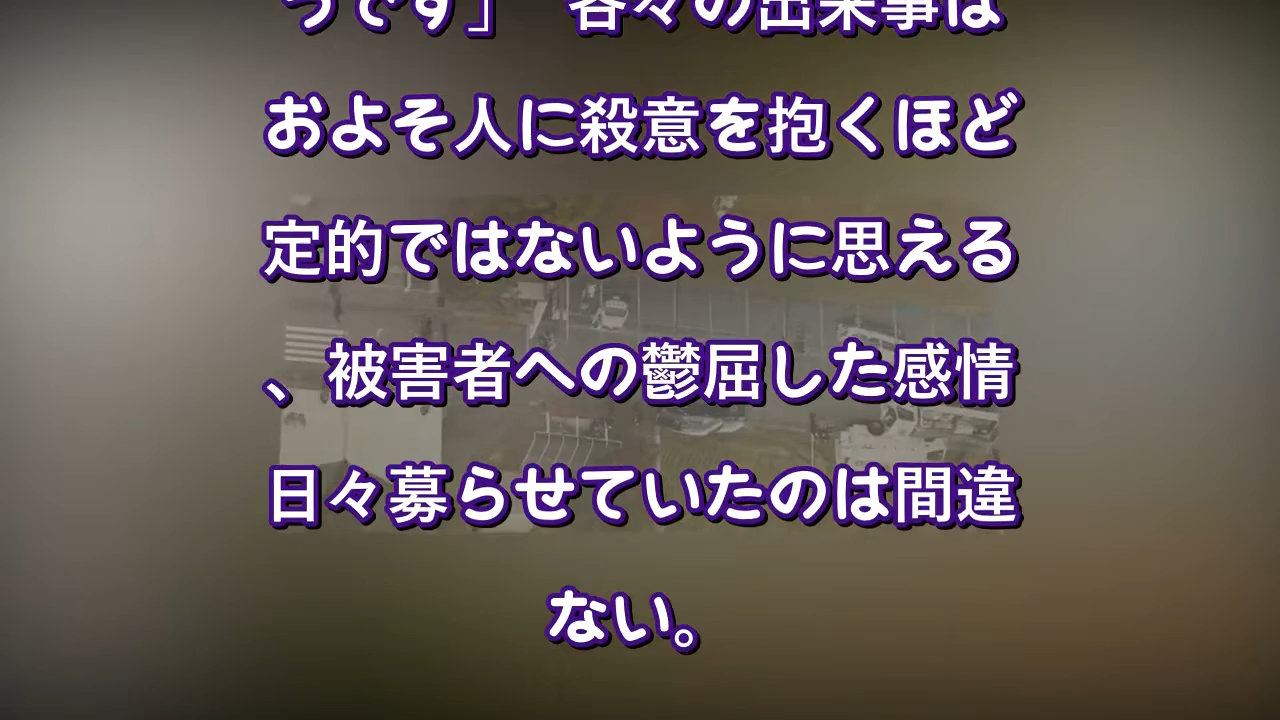 うです」 各々の出来事は
およそ人に殺意を抱くほど
定的ではないように思える
、被害者への鬱屈した感情
日々募らせていたのは間違
ない。